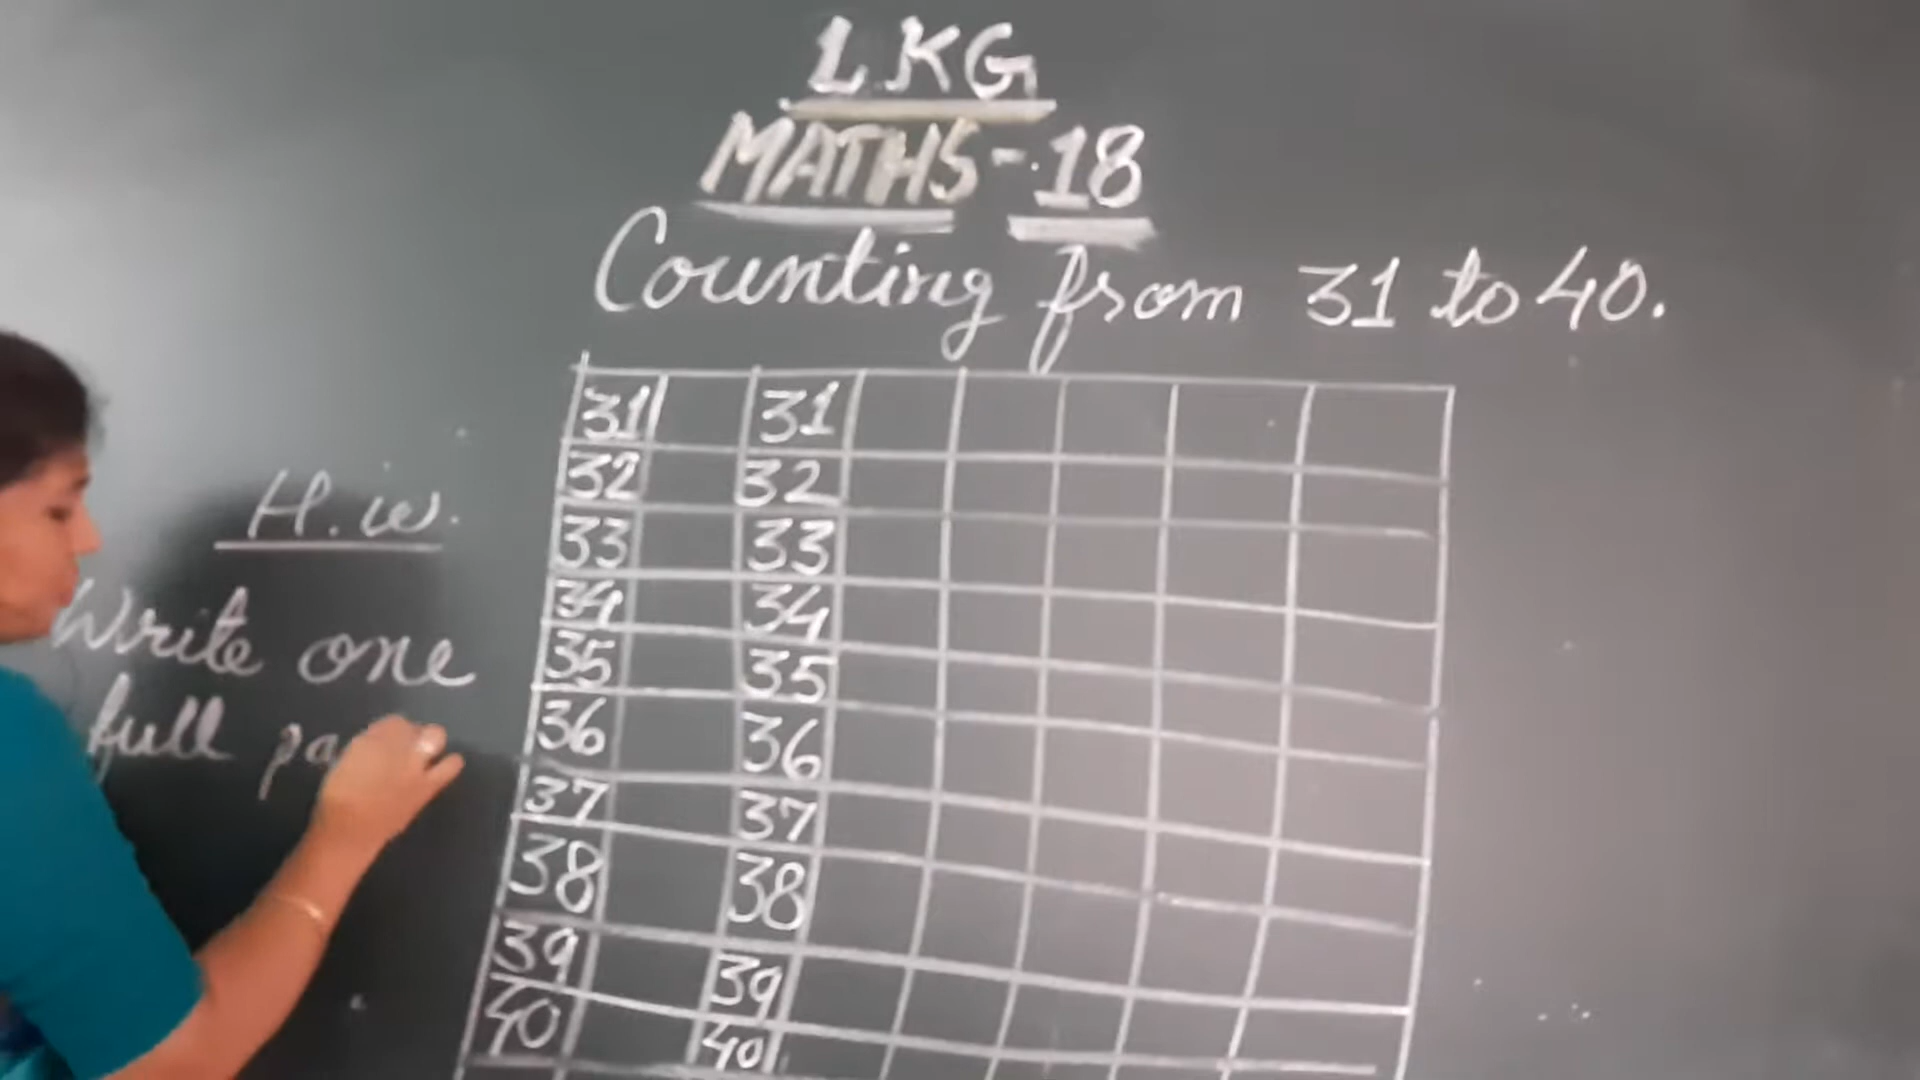 LKG
MATHS-18
Counting from 31 to 40.
31 31
32 32
33 33
34 34
35 35
36 36
37 37
38 38
39 39
40 40
H.W.
Write one
full